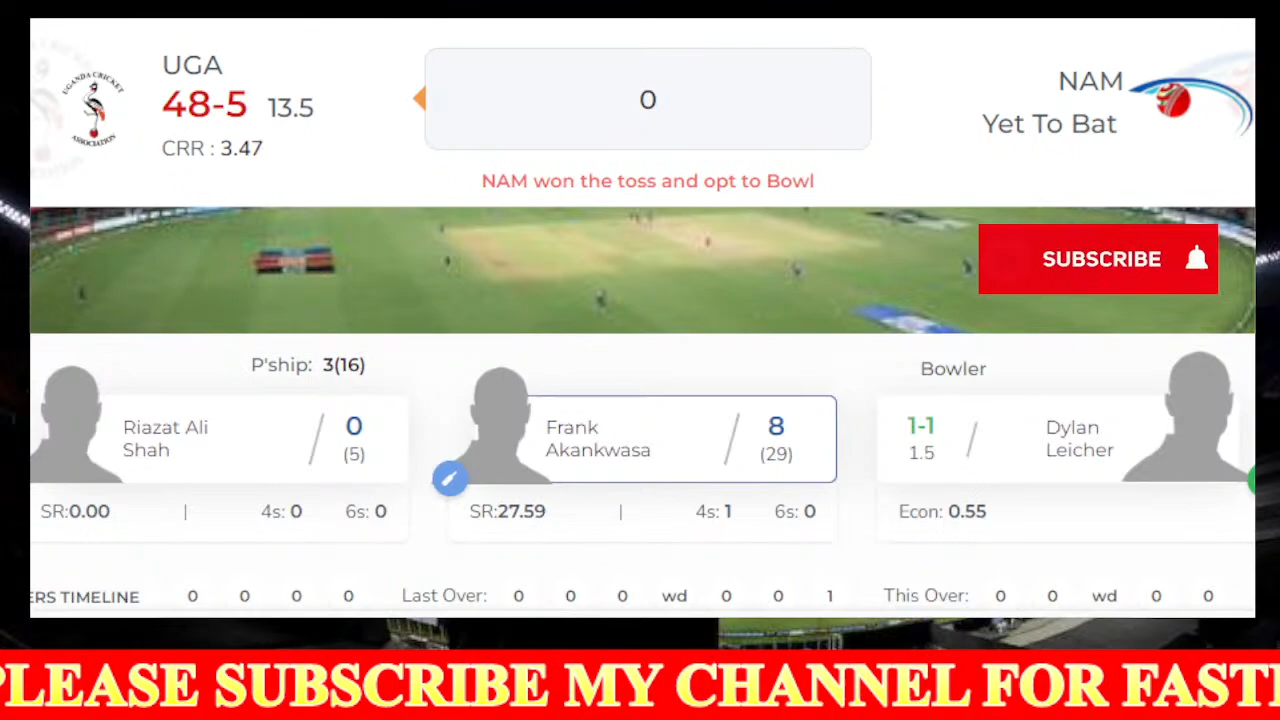 UGANDA CRICKET
ASSOCIATION
UGA
48-5 13.5
CRR : 3.47
0
NAM won the toss and opt to Bowl
NAM
Yet To Bat
SUBSCRIBE
P'ship: 3(16)
Riazat Ali
Shah
0
(5)
SR:0.00 | 4s: 0 6s: 0
Frank
Akankwasa
8
(29)
SR:27.59 | 4s: 1 6s: 0
Bowler
1-1
1.5
Dylan
Leicher
Econ: 0.55
ERS TIMELINE 0 0 0 0 Last Over: 0 0 0 wd 0 0 1 This Over: 0 0 wd 0 0
PLEASE SUBSCRIBE MY CHANNEL FOR FASTE